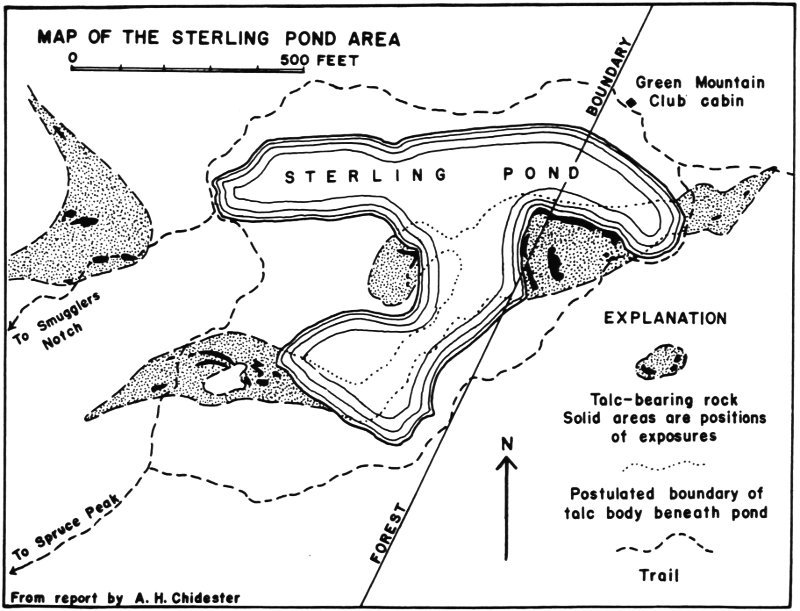 MAP OF THE STERLING POND AREA
0 500 FEET
BOUNDARY
Green Mountain
Club cabin
STERLING POND
To Smugglers
Notch
EXPLANATION
Talc-bearing rock
Solid areas are positions
of exposures
N
Postulated boundary of
talc body beneath pond
To Spruce Peak
FOREST
Trail
From report by A. H. Chidester